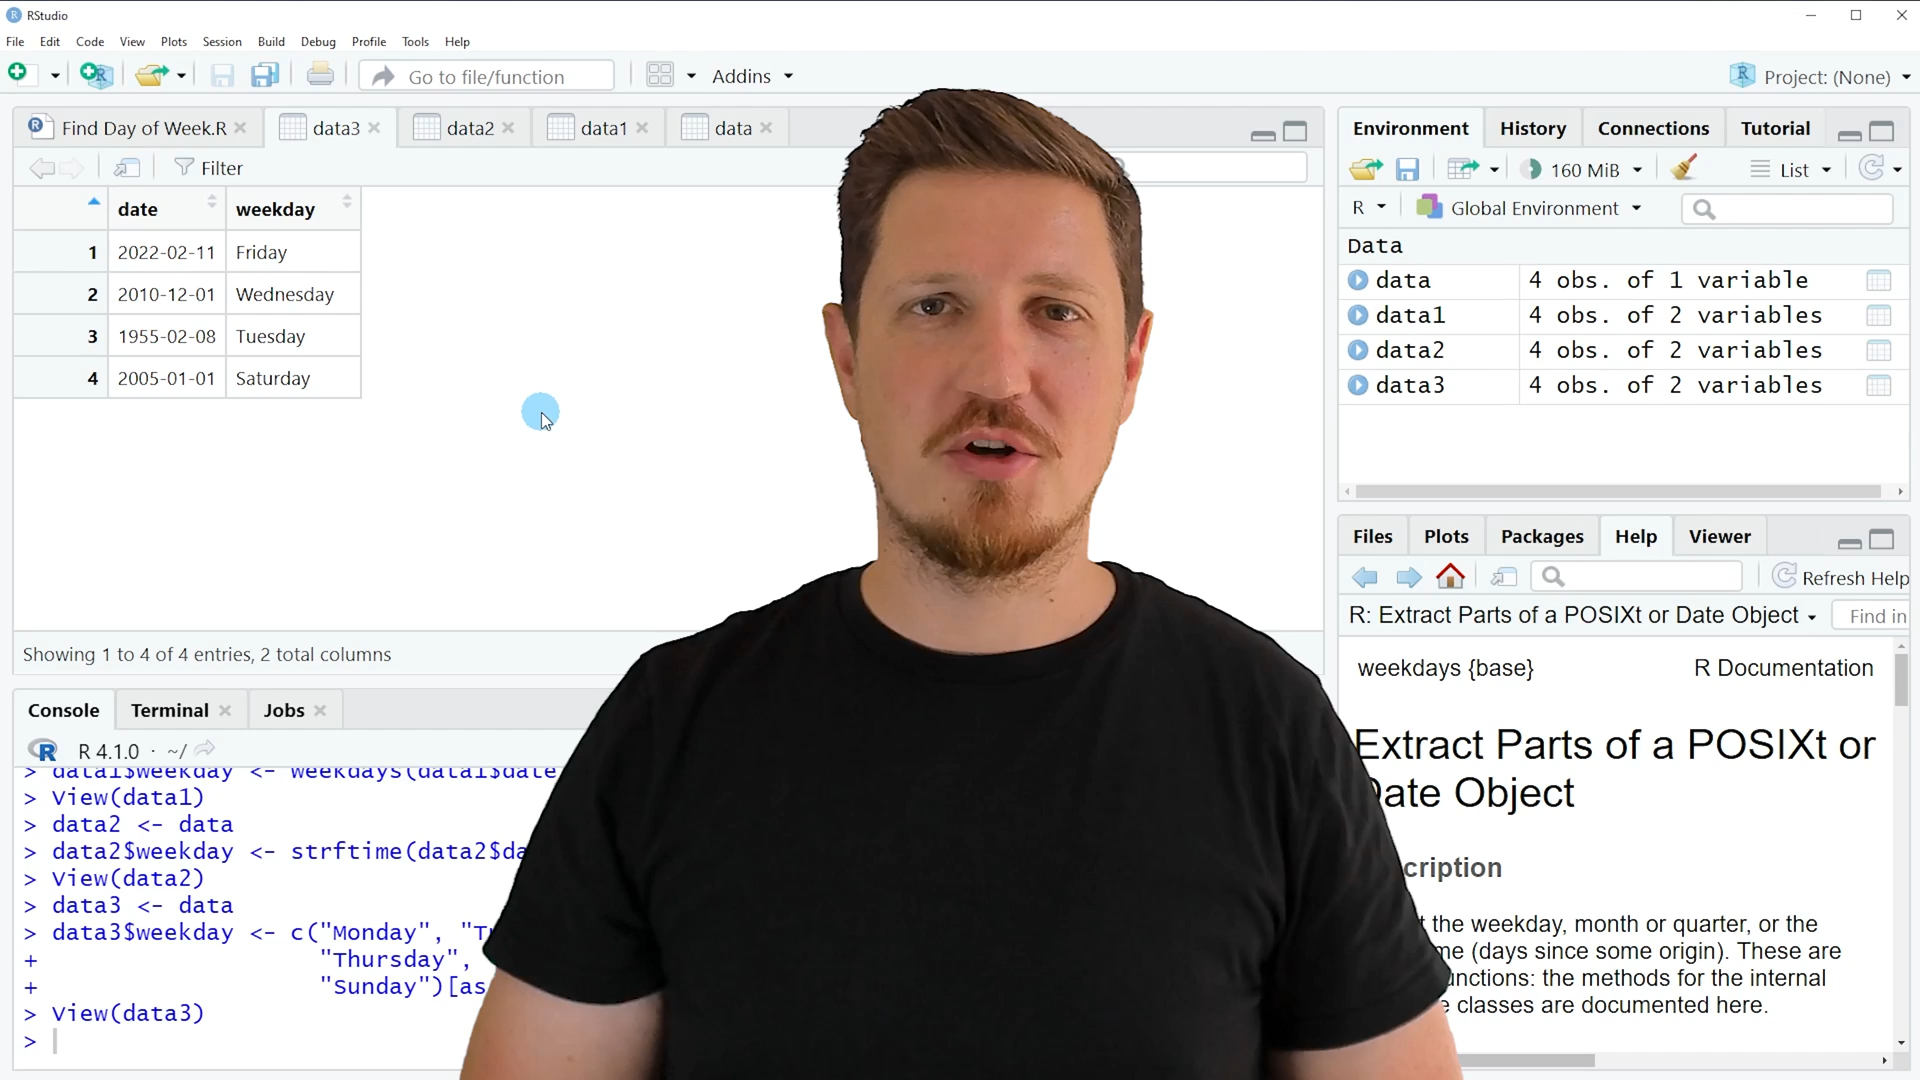 RStudio
File Edit Code View Plots Session Build Debug Profile Tools Help
Go to file/function Addins Project: (None)
Find Day of Week.R data3 data2 data1 data
Filter
date weekday
1 2022-02-11 Friday
2 2010-12-01 Wednesday
3 1955-02-08 Tuesday
4 2005-01-01 Saturday
Showing 1 to 4 of 4 entries, 2 total columns
Console Terminal Jobs
R 4.1.0 · ~/
> data1$weekday <- weekdays(data1$date
> View(data1)
> data2 <- data
> data2$weekday <- strftime(data2$da
> View(data2)
> data3 <- data
> data3$weekday <- c("Monday", "T
+ "Thursday",
+ "Sunday")[as
> View(data3)
>
Environment History Connections Tutorial
160 MiB List
R Global Environment
Data
data 4 obs. of 1 variable
data1 4 obs. of 2 variables
data2 4 obs. of 2 variables
data3 4 obs. of 2 variables
Files Plots Packages Help Viewer
Refresh Help
R: Extract Parts of a POSIXt or Date Object Find in
weekdays {base} R Documentation
Extract Parts of a POSIXt or
Date Object
cription
the weekday, month or quarter, or the
me (days since some origin). These are
unctions: the methods for the internal
classes are documented here.